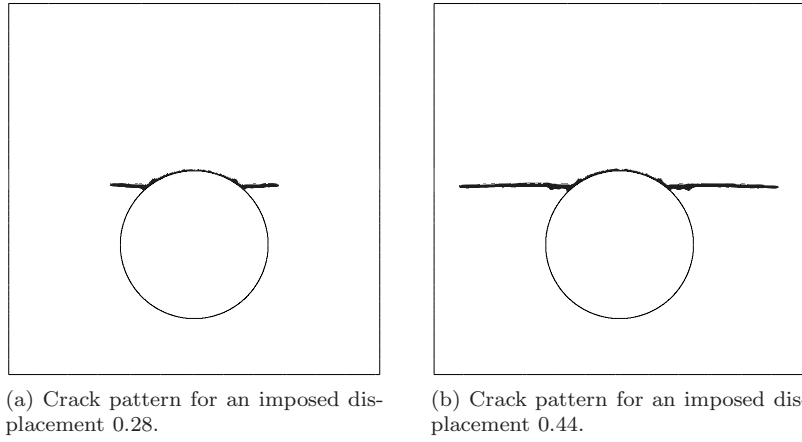 (a) Crack pattern for an imposed dis-
placement 0.28.
(b) Crack pattern for an imposed dis-
placement 0.44.